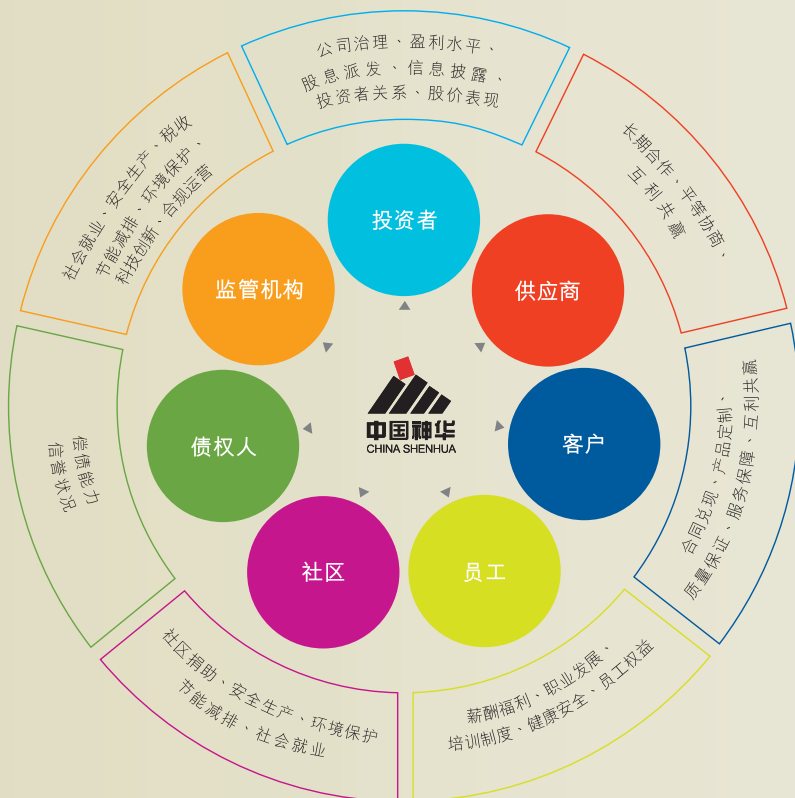 公司治理、盈利水平、
股息派发、信息披露、
投资者关系、股价表现
投资者
长期合作、平等协商、
互利共赢
供应商
合同兑现、产品定制、
质量保证、服务保障、互利共赢
客户
薪酬福利、职业发展、
培训制度、健康安全、员工权益
员工
社区捐助、安全生产、环境保护
节能减排、社会就业
社区
偿债能力
信誉状况
债权人
社会就业、安全生产、税收
节能减排、环境保护、
科技创新、合规运营
监管机构
中国神华
CHINA SHENHUA